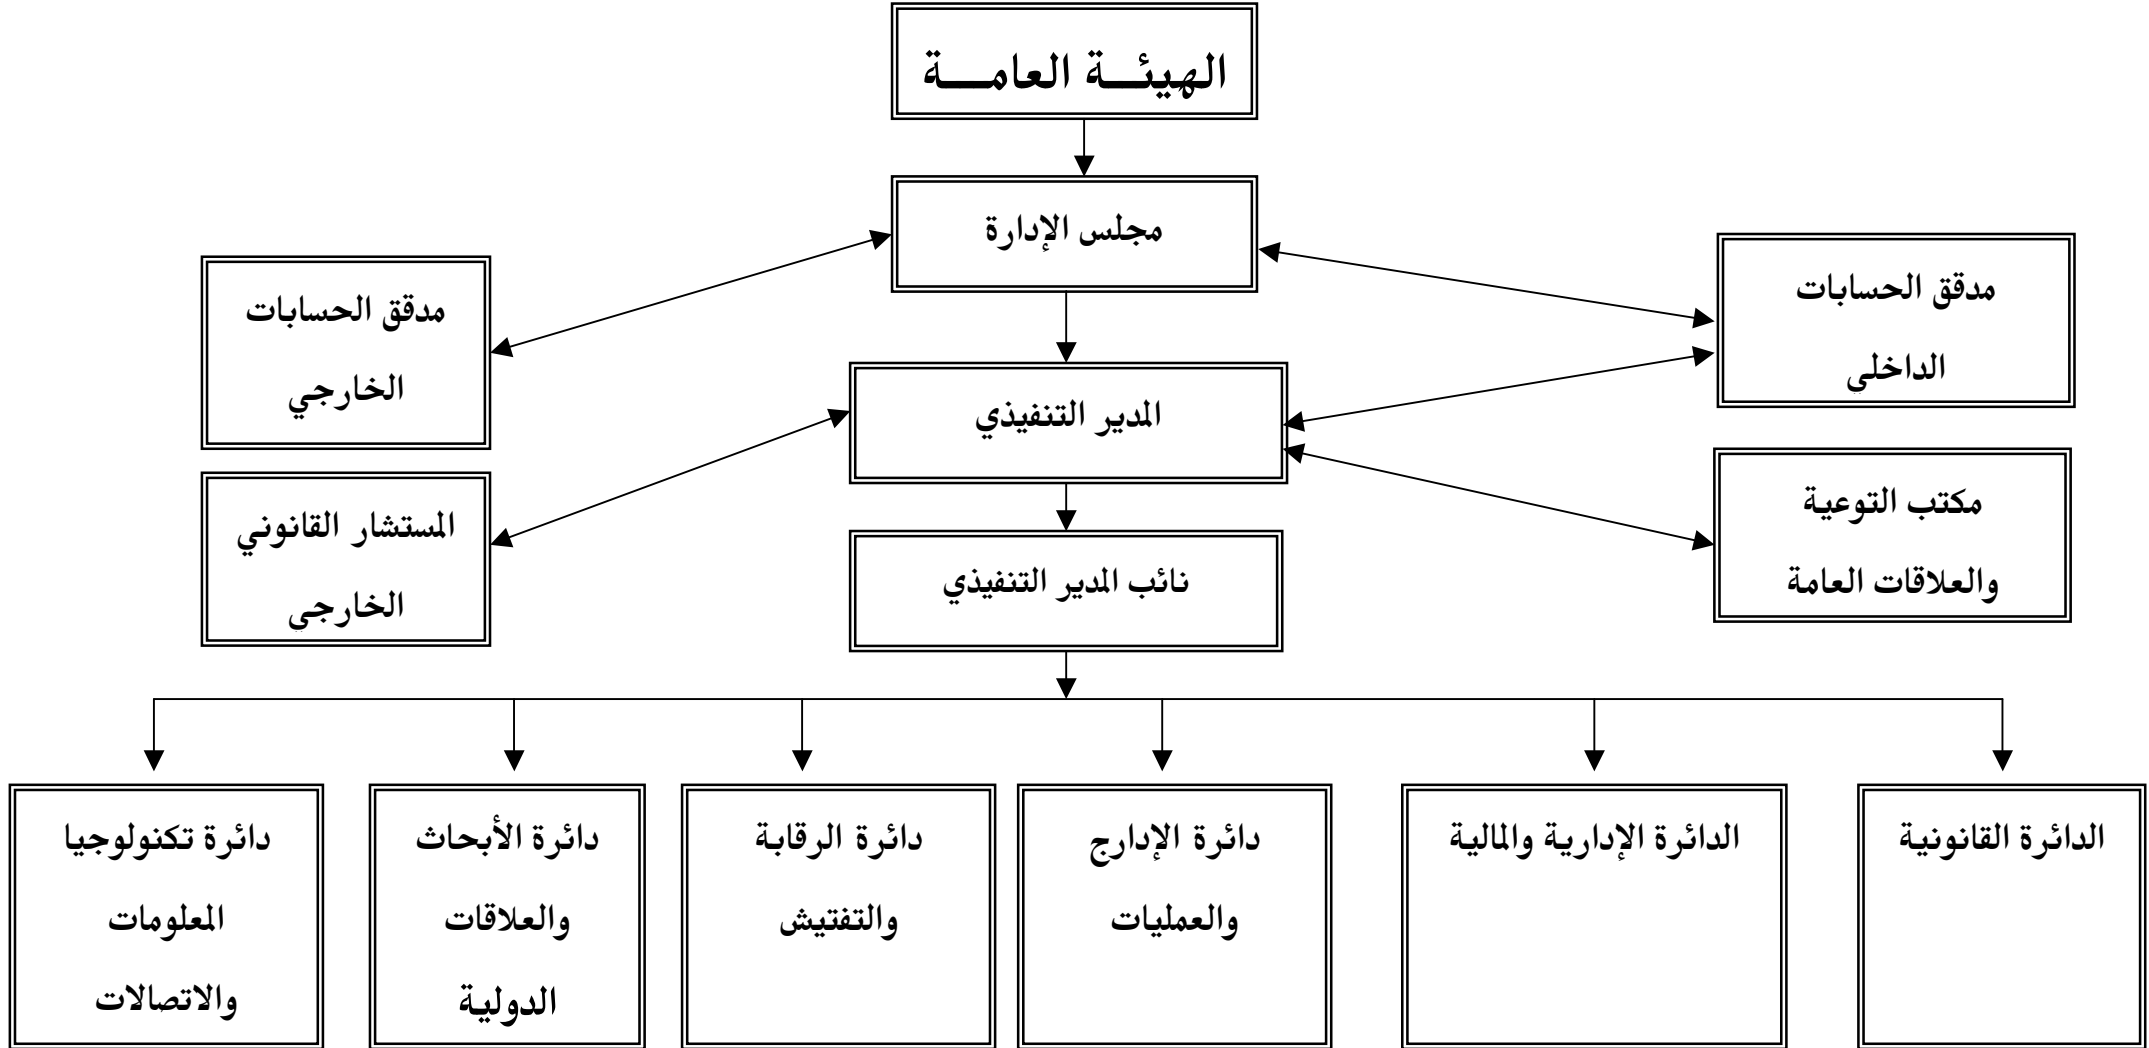 الهيئــة العامــة
مجلس الإدارة
مدقق الحسابات
الداخلي
مدقق الحسابات
الخارجي
المدير التنفيذي
مكتب التوعية
والعلاقات العامة
المستشار القانوني
الخارجي
نائب المدير التنفيذي
الدائرة القانونية
الدائرة الإدارية والمالية
دائرة الإدارج
والعمليات
دائرة الرقابة
والتفتيش
دائرة الأبحاث
والعلاقات
الدولية
دائرة تكنولوجيا
المعلومات
والاتصالات